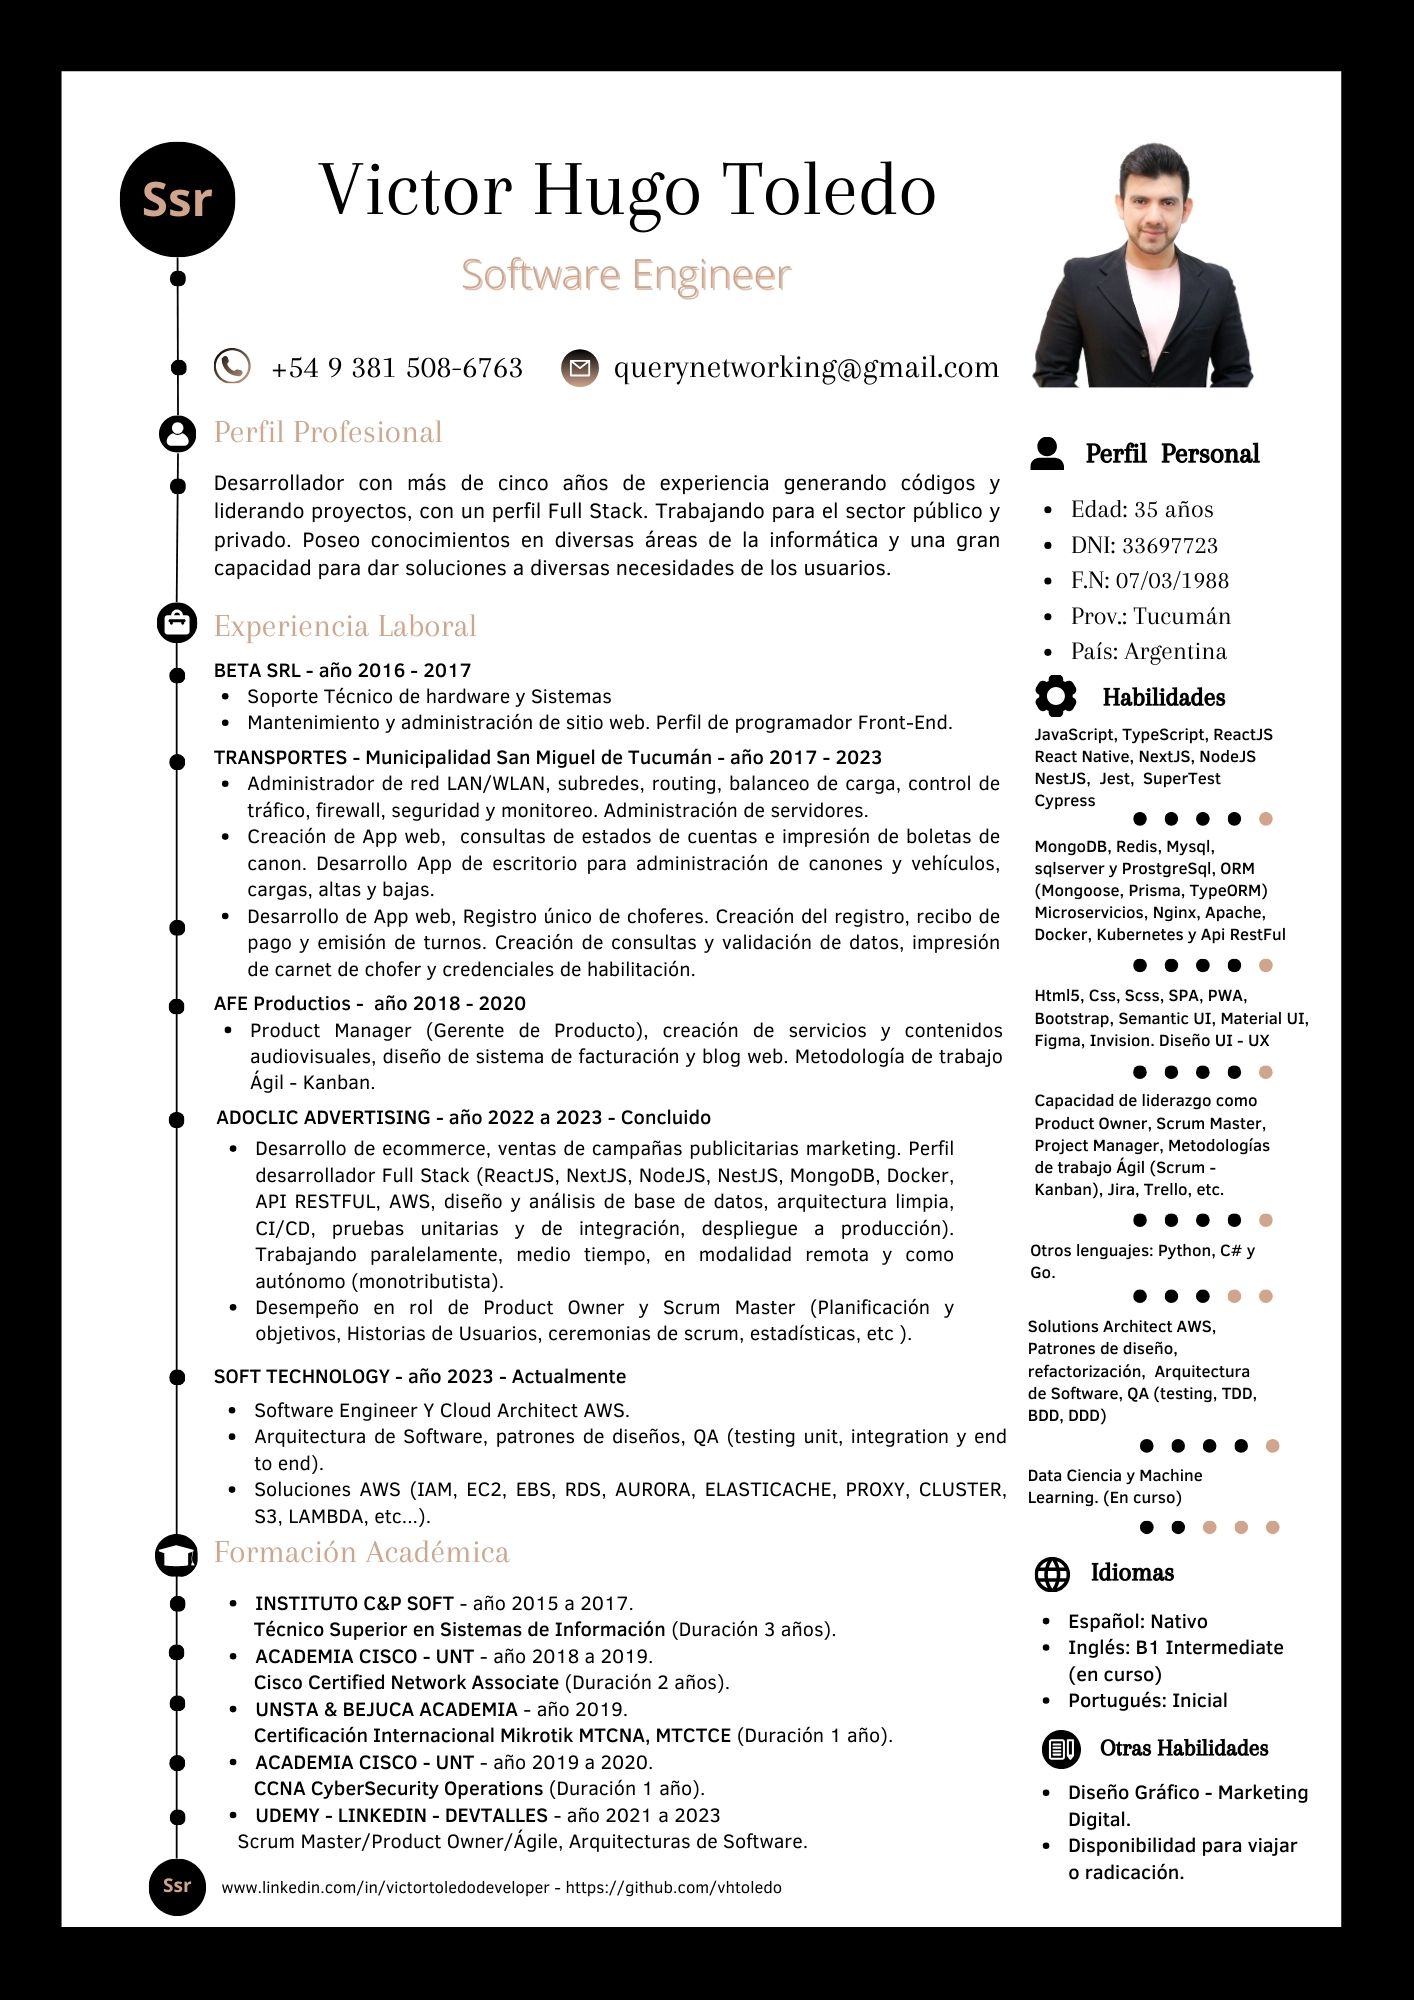 Ssr
Victor Hugo Toledo
Software Engineer
+54 9 381 508-6763
querynetworking@gmail.com
Perfil Profesional
Desarrollador con más de cinco años de experiencia generando códigos y
liderando proyectos, con un perfil Full Stack. Trabajando para el sector público y
privado. Poseo conocimientos en diversas áreas de la informática y una gran
capacidad para dar soluciones a diversas necesidades de los usuarios.
Experiencia Laboral
BETA SRL - año 2016 - 2017
• Soporte Técnico de hardware y Sistemas
• Mantenimiento y administración de sitio web. Perfil de programador Front-End.
TRANSPORTES - Municipalidad San Miguel de Tucumán - año 2017 - 2023
• Administrador de red LAN/WLAN, subredes, routing, balanceo de carga, control de
tráfico, firewall, seguridad y monitoreo. Administración de servidores.
• Creación de App web,  consultas de estados de cuentas e impresión de boletas de
canon. Desarrollo App de escritorio para administración de canones y vehículos,
cargas, altas y bajas.
• Desarrollo de App web, Registro único de choferes. Creación del registro, recibo de
pago y emisión de turnos. Creación de consultas y validación de datos, impresión
de carnet de chofer y credenciales de habilitación.
AFE Productios -  año 2018 - 2020
• Product Manager (Gerente de Producto), creación de servicios y contenidos
audiovisuales, diseño de sistema de facturación y blog web. Metodología de trabajo
Ágil - Kanban.
ADOCLIC ADVERTISING - año 2022 a 2023 - Concluido
• Desarrollo de ecommerce, ventas de campañas publicitarias marketing. Perfil
desarrollador Full Stack (ReactJS, NextJS, NodeJS, NestJS, MongoDB, Docker,
API RESTFUL, AWS, diseño y análisis de base de datos, arquitectura limpia,
CI/CD, pruebas unitarias y de integración, despliegue a producción).
Trabajando paralelamente, medio tiempo, en modalidad remota y como
autónomo (monotributista).
• Desempeño en rol de Product Owner y Scrum Master (Planificación y
objetivos, Historias de Usuarios, ceremonias de scrum, estadísticas, etc ).
SOFT TECHNOLOGY - año 2023 - Actualmente
• Software Engineer Y Cloud Architect AWS.
• Arquitectura de Software, patrones de diseños, QA (testing unit, integration y end
to end).
• Soluciones AWS (IAM, EC2, EBS, RDS, AURORA, ELASTICACHE, PROXY, CLUSTER,
S3, LAMBDA, etc...).
Formación Académica
• INSTITUTO C&P SOFT - año 2015 a 2017.
Técnico Superior en Sistemas de Información (Duración 3 años).
• ACADEMIA CISCO - UNT - año 2018 a 2019.
Cisco Certified Network Associate (Duración 2 años).
• UNSTA & BEJUCA ACADEMIA - año 2019.
Certificación Internacional Mikrotik MTCNA, MTCTCE (Duración 1 año).
• ACADEMIA CISCO - UNT - año 2019 a 2020.
CCNA CyberSecurity Operations (Duración 1 año).
• UDEMY - LINKEDIN - DEVTALLES - año 2021 a 2023
Scrum Master/Product Owner/Ágile, Arquitecturas de Software.
Ssr
www.linkedin.com/in/victortoledodeveloper - https://github.com/vhtoledo
Perfil Personal
• Edad: 35 años
• DNI: 33697723
• F.N: 07/03/1988
• Prov.: Tucumán
• País: Argentina
Habilidades
JavaScript, TypeScript, ReactJS
React Native, NextJS, NodeJS
NestJS,  Jest,  SuperTest
Cypress
MongoDB, Redis, Mysql,
sqlserver y ProstgreSql, ORM
(Mongoose, Prisma, TypeORM)
Microservicios, Nginx, Apache,
Docker, Kubernetes y Api RestFul
Html5, Css, Scss, SPA, PWA,
Bootstrap, Semantic UI, Material UI,
Figma, Invision. Diseño UI - UX
Capacidad de liderazgo como
Product Owner, Scrum Master,
Project Manager, Metodologías
de trabajo Ágil (Scrum -
Kanban), Jira, Trello, etc.
Otros lenguajes: Python, C# y
Go.
Solutions Architect AWS,
Patrones de diseño,
refactorización,  Arquitectura
de Software, QA (testing, TDD,
BDD, DDD)
Data Ciencia y Machine
Learning. (En curso)
Idiomas
• Español: Nativo
• Inglés: B1 Intermediate
(en curso)
• Portugués: Inicial
Otras Habilidades
• Diseño Gráfico - Marketing
Digital.
• Disponibilidad para viajar
o radicación.